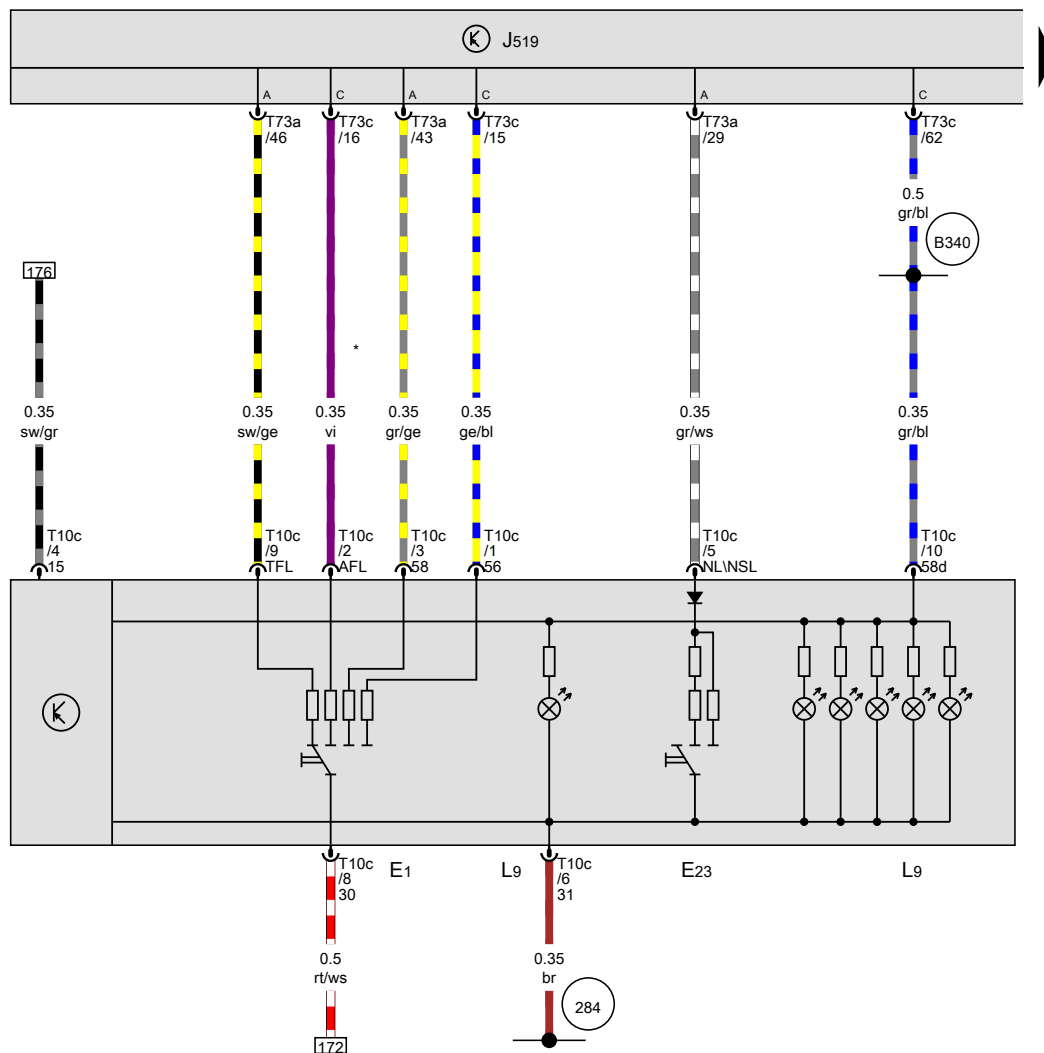 J519
A C A C A C
T73a T73c T73a T73c T73a T73c
/46 /16 /43 /15 /29 /62
0.5
gr/bl
B340
176
*
0.35 0.35 0.35 0.35 0.35 0.35 0.35
sw/gr sw/ge vi gr/ge ge/bl gr/ws gr/bl
T10c T10c T10c T10c T10c T10c T10c
/4 /9 /2 /3 /1 /5 /10
15 TFL AFL 58 56 NL\NSL 58d
T10c E1 L9 T10c E23 L9
/8 /6
30 31
0.5 0.35
rt/ws br
284
172